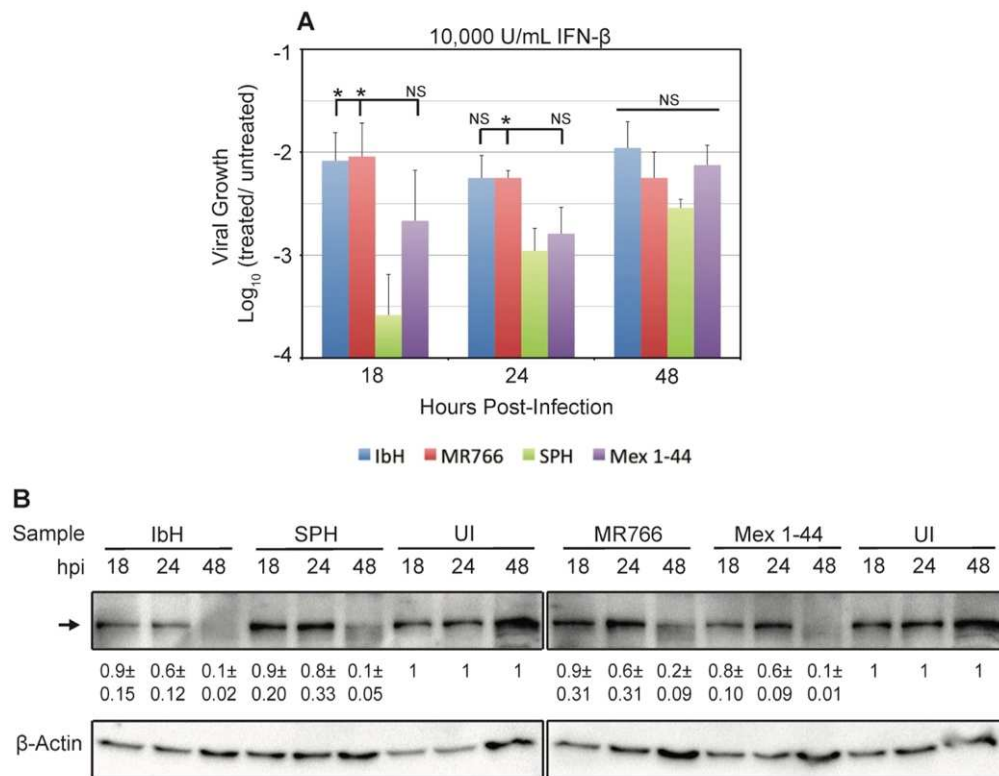 A
10,000 U/mL IFN-β
-1
-2
-3
-4
Viral Growth
Log₁₀ (treated/ untreated)
* * NS
NS * NS
NS
18 24 48
Hours Post-Infection
IbH MR766 SPH Mex 1-44
B
Sample IbH SPH UI MR766 Mex 1-44 UI
hpi 18 24 48 18 24 48 18 24 48 18 24 48 18 24 48 18 24 48
0.9± 0.6± 0.1± 0.9± 0.8± 0.1± 1 1 1 0.9± 0.6± 0.2± 0.8± 0.6± 0.1± 1 1 1
0.15 0.12 0.02 0.20 0.33 0.05 0.31 0.31 0.09 0.10 0.09 0.01
β-Actin